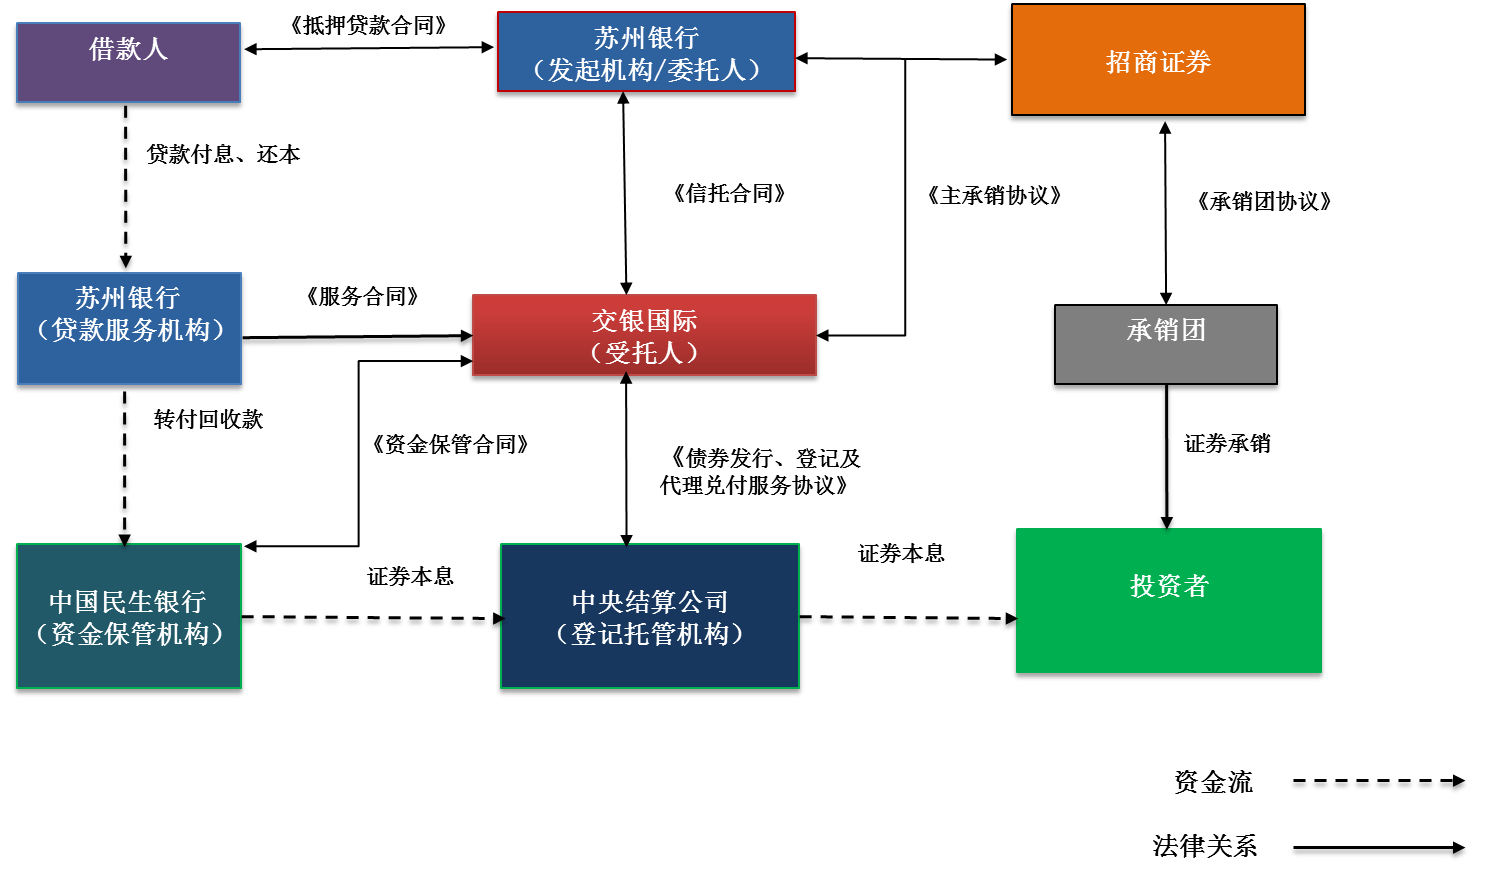 借款人
《抵押贷款合同》
苏州银行
（发起机构/委托人）
招商证券
贷款付息、还本
《信托合同》
《主承销协议》
《承销团协议》
苏州银行
（贷款服务机构）
《服务合同》
交银国际
（受托人）
承销团
转付回收款
《资金保管合同》
《债券发行、登记及
代理兑付服务协议》
证券承销
中国民生银行
（资金保管机构）
证券本息
中央结算公司
（登记托管机构）
证券本息
投资者
资金流
法律关系